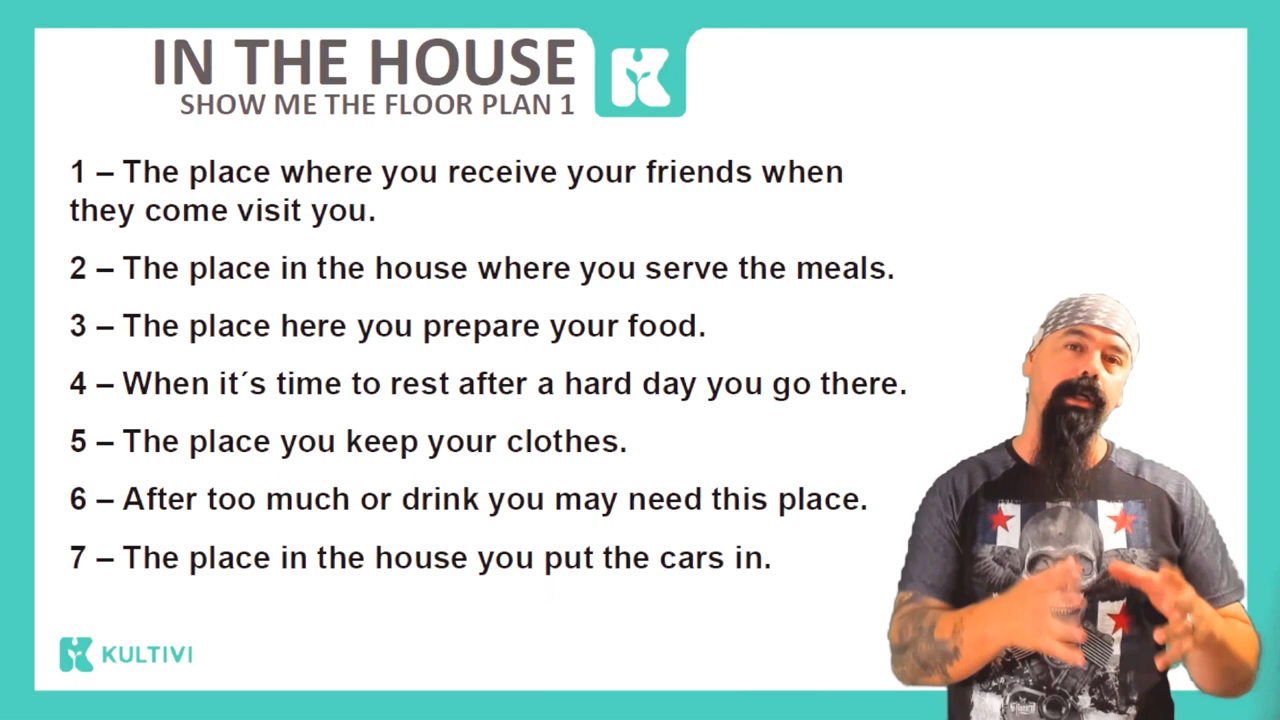 IN THE HOUSE
SHOW ME THE FLOOR PLAN 1
1 – The place where you receive your friends when
they come visit you.
2 – The place in the house where you serve the meals.
3 – The place here you prepare your food.
4 – When it´s time to rest after a hard day you go there.
5 – The place you keep your clothes.
6 – After too much or drink you may need this place.
7 – The place in the house you put the cars in.
KULTIVI